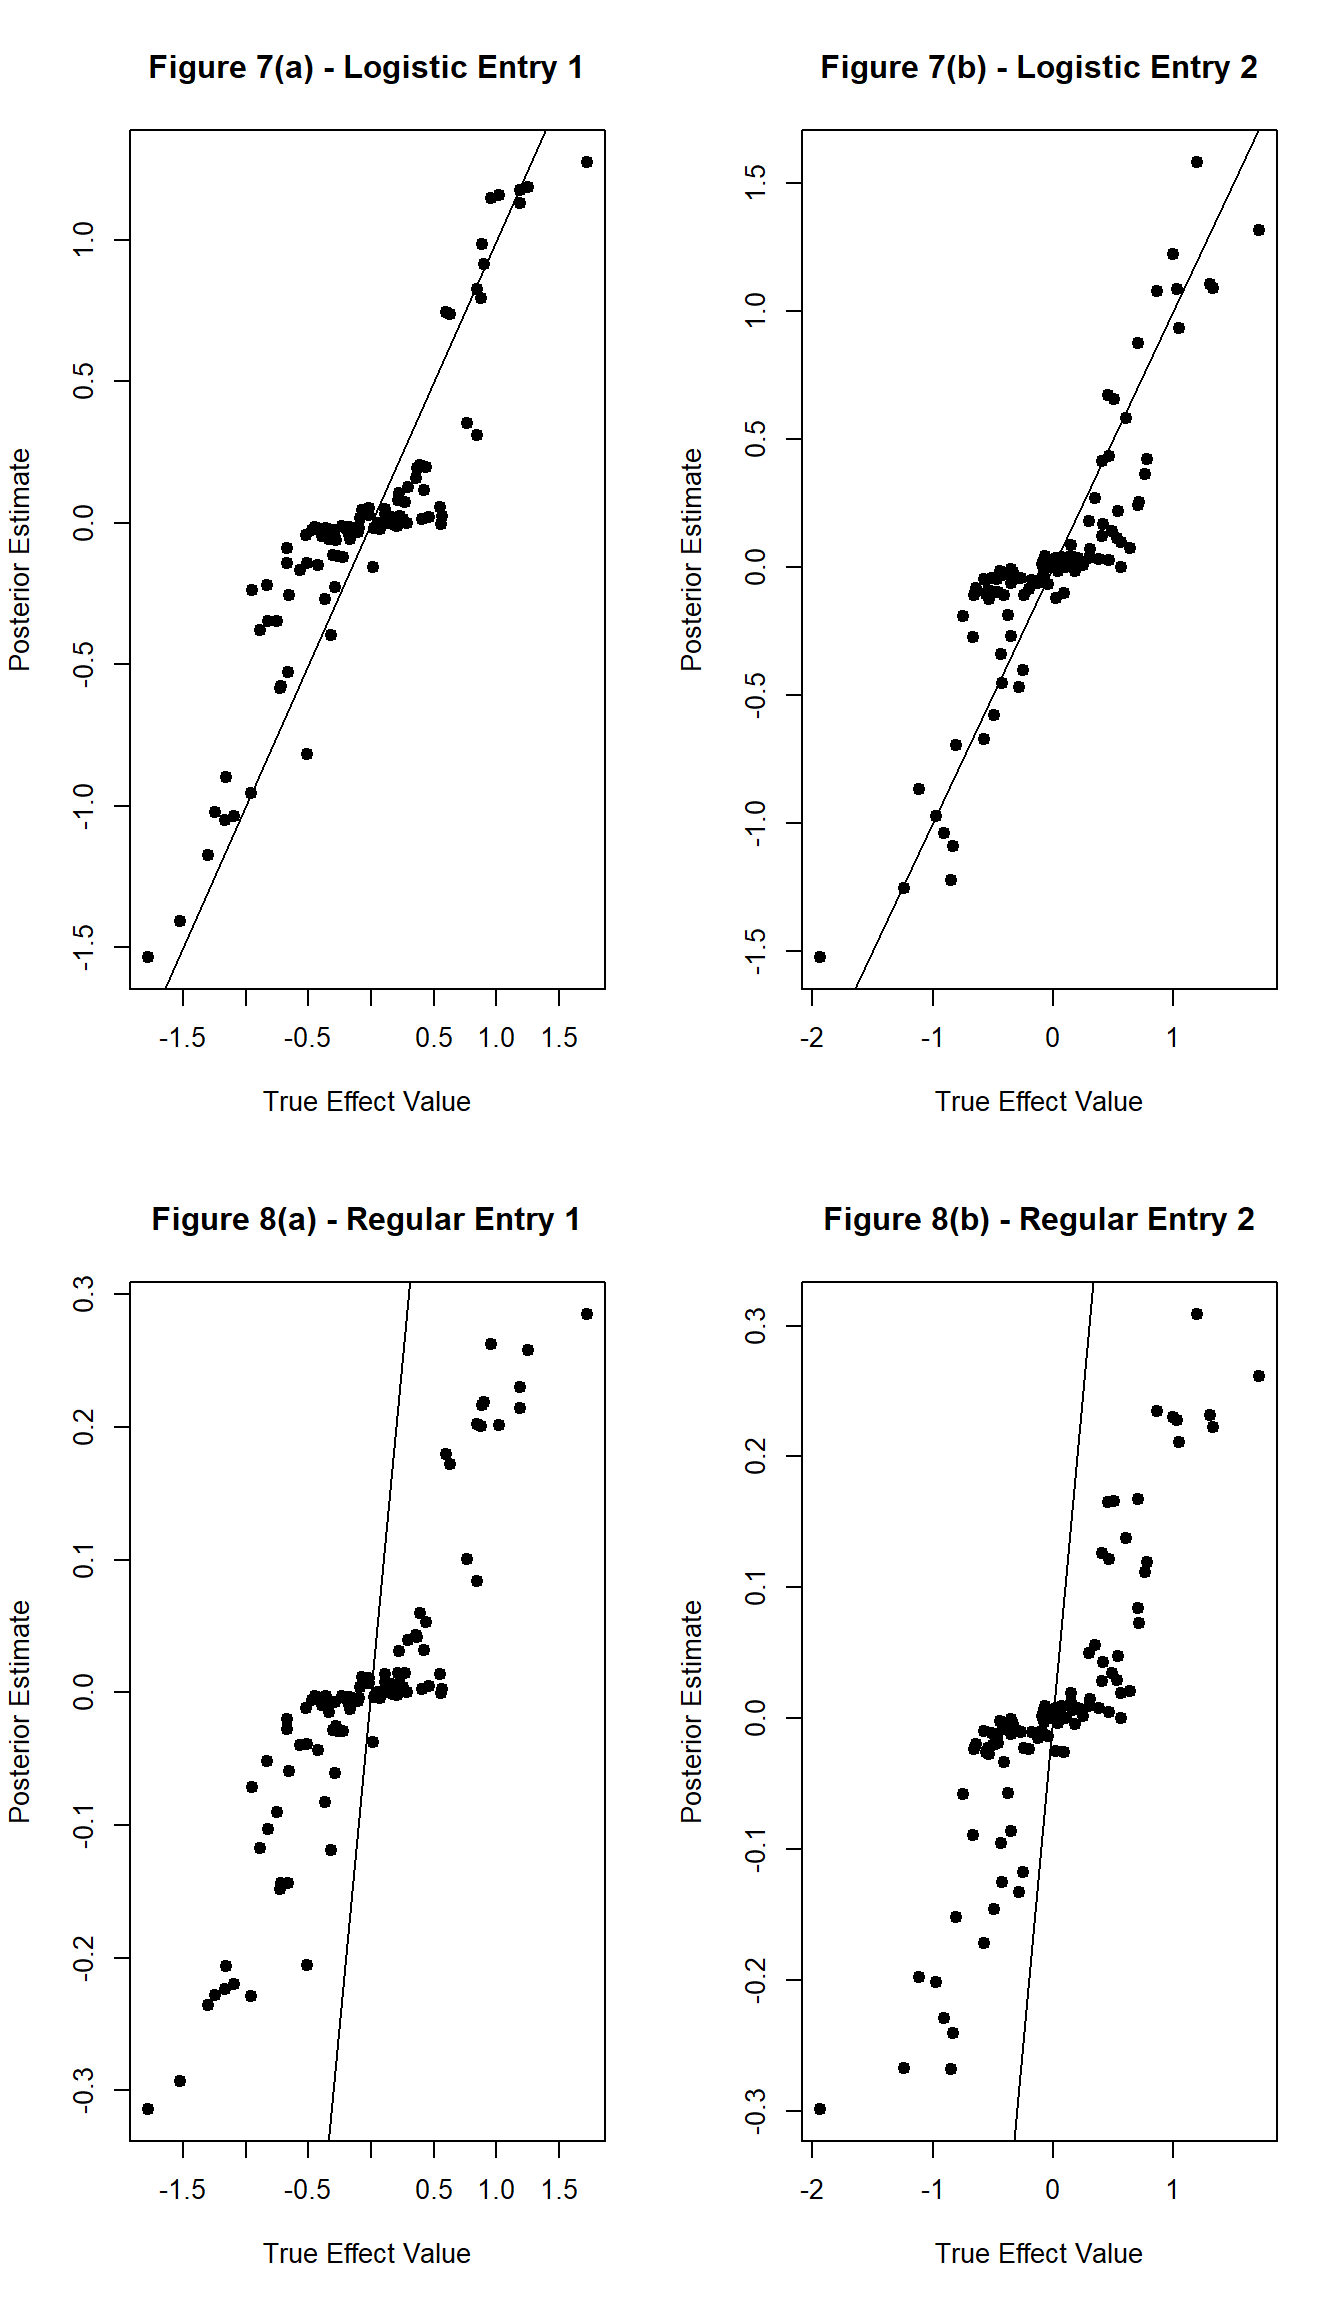 Figure 7(a) - Logistic Entry 1
Posterior Estimate
1.0
0.5
0.0
-0.5
-1.0
-1.5
-1.5 -0.5 0.5 1.0 1.5
True Effect Value
Figure 7(b) - Logistic Entry 2
Posterior Estimate
1.5
1.0
0.5
0.0
-0.5
-1.0
-1.5
-2 -1 0 1
True Effect Value
Figure 8(a) - Regular Entry 1
Posterior Estimate
0.3
0.2
0.1
0.0
-0.1
-0.2
-0.3
-1.5 -0.5 0.5 1.0 1.5
True Effect Value
Figure 8(b) - Regular Entry 2
Posterior Estimate
0.3
0.2
0.1
0.0
-0.1
-0.2
-0.3
-2 -1 0 1
True Effect Value